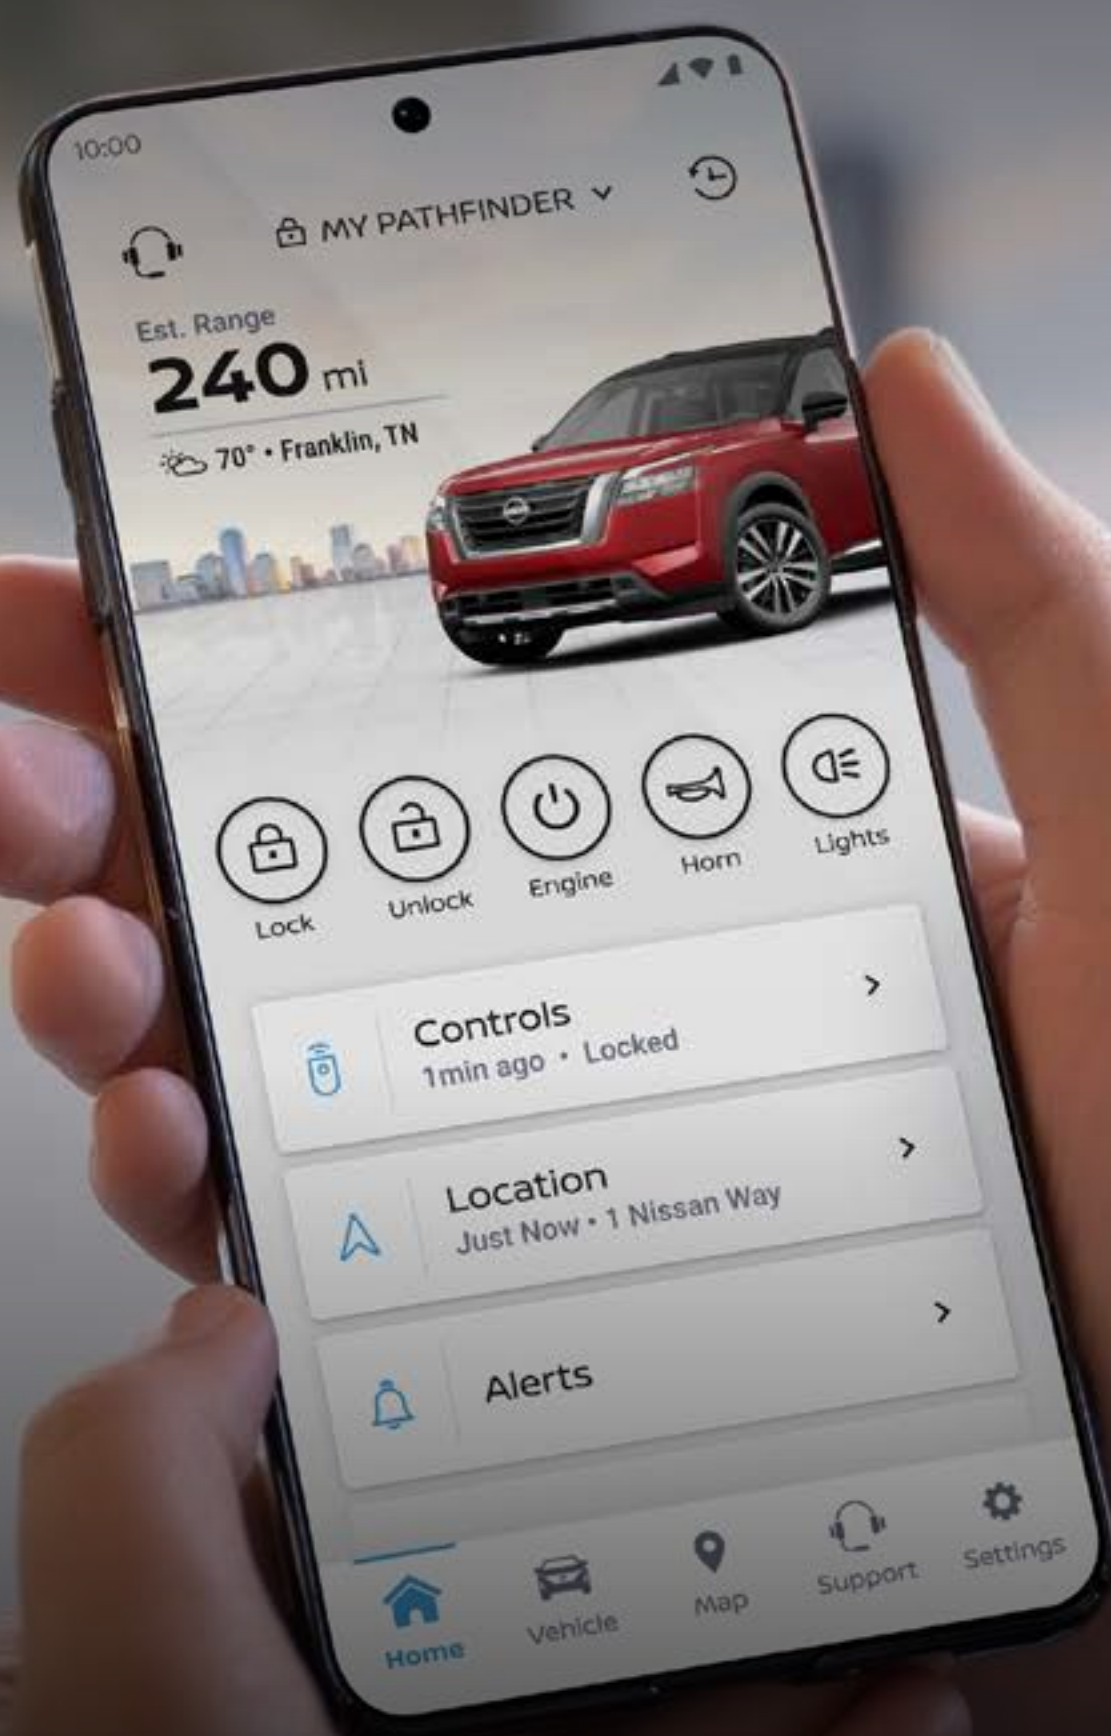 10:00
MY PATHFINDER
Est. Range
240 mi
70° • Franklin, TN
Lock
Unlock
Engine
Horn
Lights
Controls
1min ago • Locked
Location
Just Now • 1 Nissan Way
Alerts
Home
Vehicle
Map
Support
Settings